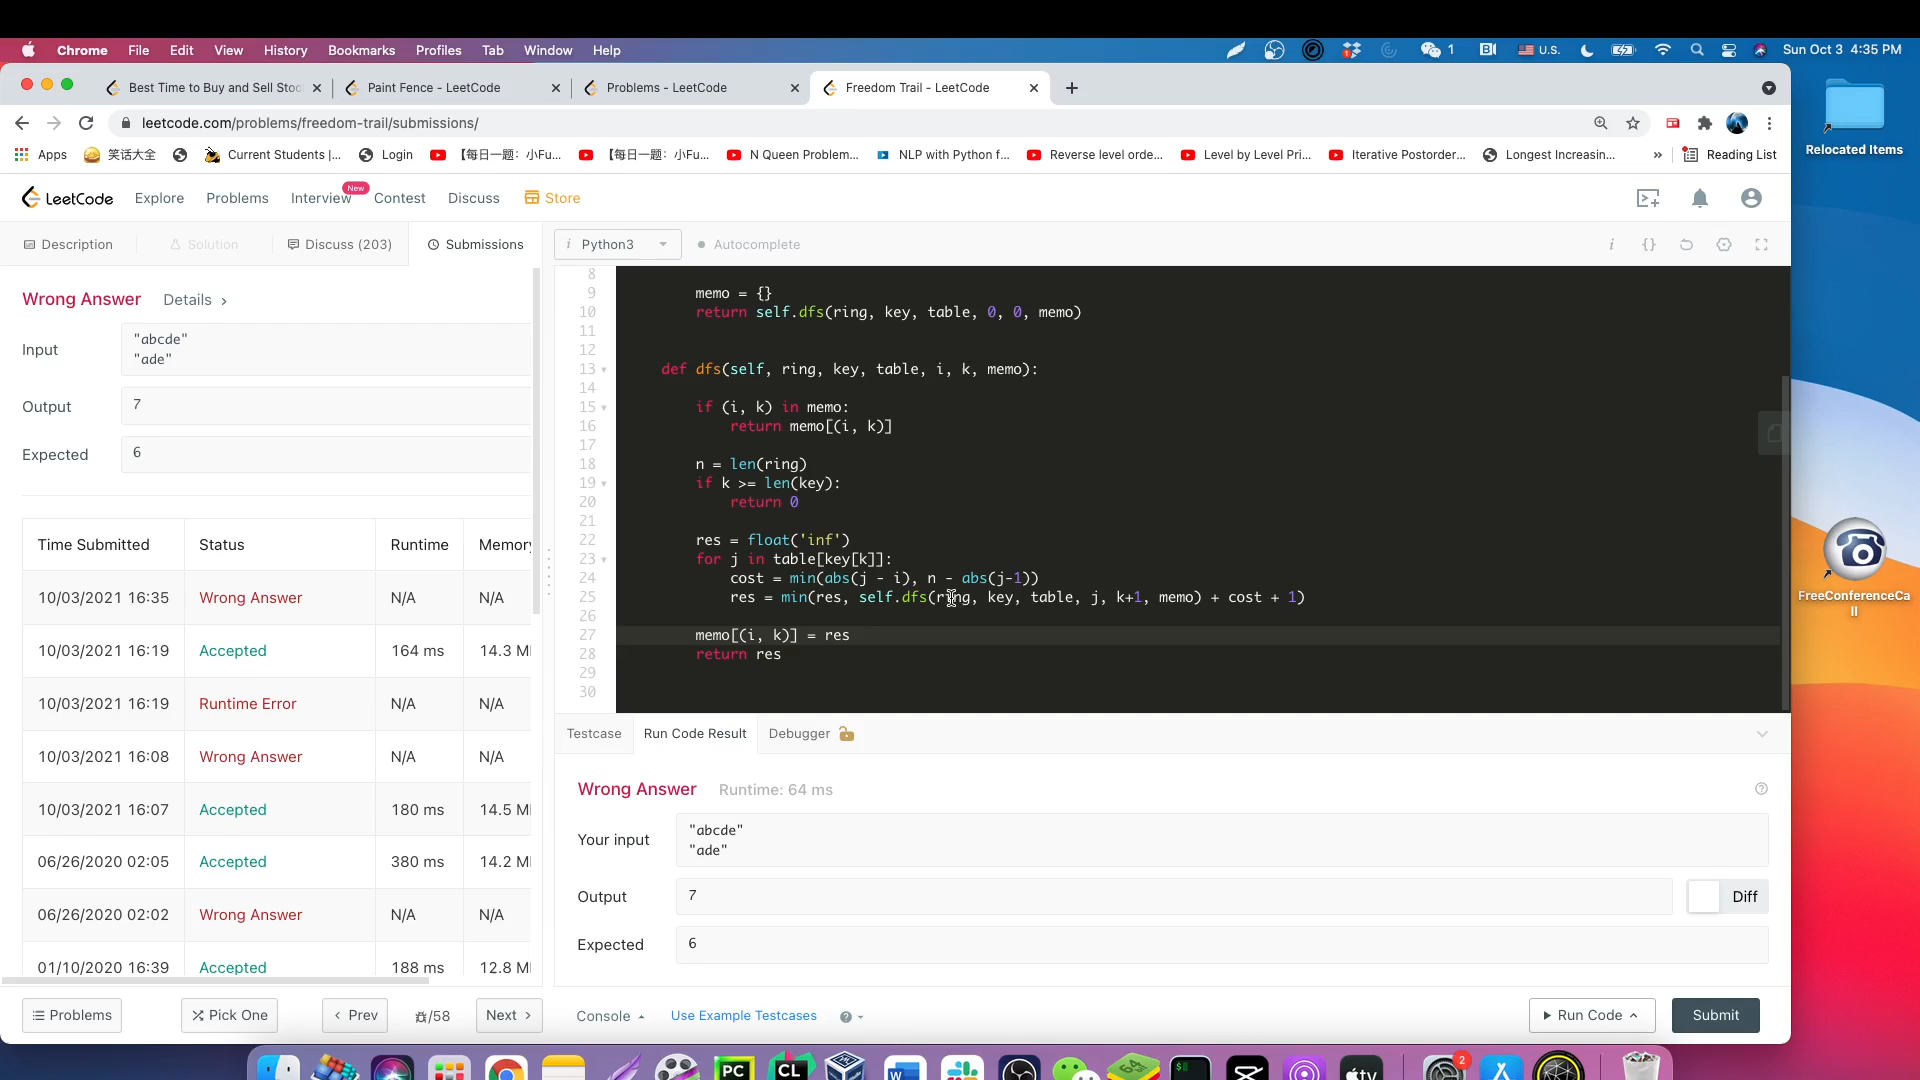 Chrome File Edit View History Bookmarks Profiles Tab Window Help 1 U.S. Sun Oct 3 4:35 PM
Best Time to Buy and Sell Stoc Paint Fence - LeetCode Problems - LeetCode Freedom Trail - LeetCode
leetcode.com/problems/freedom-trail/submissions/
Apps 笑话大全 Current Students |... Login 【每日一题：小Fu... 【每日一题：小Fu... N Queen Problem... NLP with Python f... Reverse level orde... Level by Level Pri... Iterative Postorder... Longest Increasin... » Reading List
Relocated Items
LeetCode Explore Problems Interview New Contest Discuss Store
Description Solution Discuss (203) Submissions
i Python3 Autocomplete i {}
Wrong Answer Details >
Input "abcde"
"ade"
Output 7
Expected 6
Time Submitted Status Runtime Memory
10/03/2021 16:35 Wrong Answer N/A N/A
10/03/2021 16:19 Accepted 164 ms 14.3 M
10/03/2021 16:19 Runtime Error N/A N/A
10/03/2021 16:08 Wrong Answer N/A N/A
10/03/2021 16:07 Accepted 180 ms 14.5 M
06/26/2020 02:05 Accepted 380 ms 14.2 M
06/26/2020 02:02 Wrong Answer N/A N/A
01/10/2020 16:39 Accepted 188 ms 12.8 M
8
9 memo = {}
10 return self.dfs(ring, key, table, 0, 0, memo)
11
12
13 def dfs(self, ring, key, table, i, k, memo):
14
15 if (i, k) in memo:
16 return memo[(i, k)]
17
18 n = len(ring)
19 if k >= len(key):
20 return 0
21
22 res = float('inf')
23 for j in table[key[k]]:
24 cost = min(abs(j - i), n - abs(j-1))
25 res = min(res, self.dfs(ring, key, table, j, k+1, memo) + cost + 1)
26
27 memo[(i, k)] = res
28 return res
29
30
FreeConferenceCa
ll
Testcase Run Code Result Debugger
Wrong Answer Runtime: 64 ms
Your input "abcde"
"ade"
Output 7 Diff
Expected 6
Problems Pick One < Prev /58 Next > Console Use Example Testcases Run Code Submit
PC CL W 64 $ tv 2